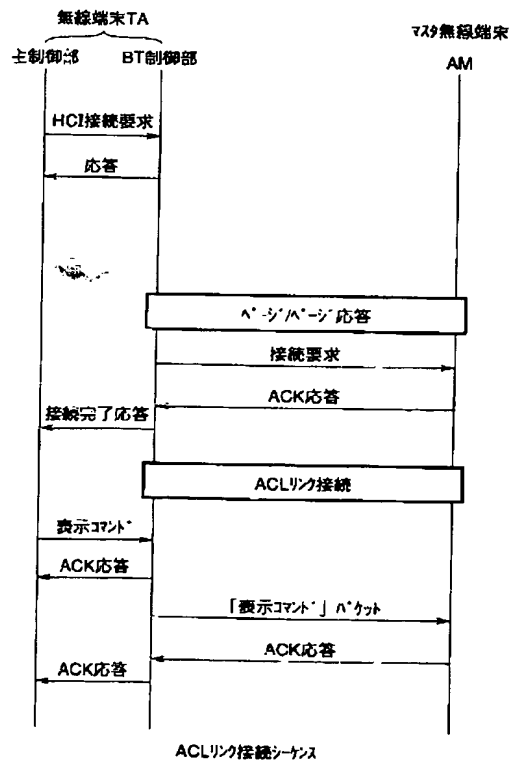 無線端末TA
マスタ無線端末
主制御部 BT制御部
AM
HCI接続要求
応答
ページ/ページ応答
接続要求
ACK応答
接続完了応答
ACLリンク接続
表示コマンド
ACK応答
「表示コマンド」パケット
ACK応答
ACK応答
ACLリンク接続シーケンス